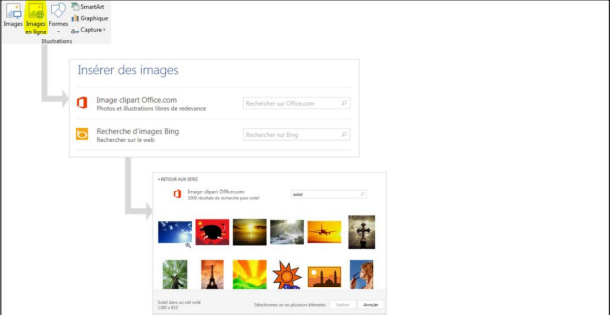 SmartArt
Graphique
Images Images Formes
en ligne
Capture
Illustrations
Insérer des images
Image clipart Office.com
Photos et illustrations libres de redevance
Rechercher sur Office.com
Recherche d'images Bing
Rechercher sur le web
Rechercher sur Bing
RETOUR AUX SITES
Image clipart Office.com
1000 résultats de recherche pour soleil
soleil
Soleil dans un ciel voilé
Sélectionnez un ou plusieurs éléments.
Insérer
Annuler